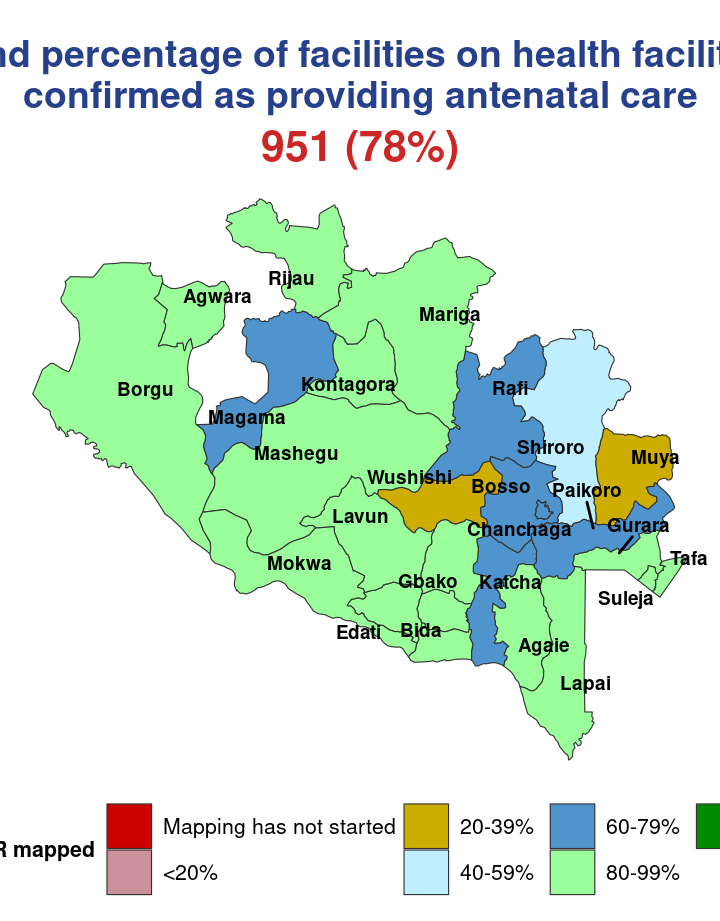 percentage of facilities on health
confirmed as providing antenatal care
951 (78%)
Rijau
Agwara
Mariga
Kontagora
Borgu
Rafi
Magama
Mashegu
Shiroro
Muya
Wushishi
Bosso
Paikoro
Lavun
Chanchaga
Gurara
Mokwa
Tafa
Gbako
Katcha
Suleja
Edati
Bida
Agaie
Lapai
mapped
Mapping has not started
20-39%
60-79%
<20%
40-59%
80-99%